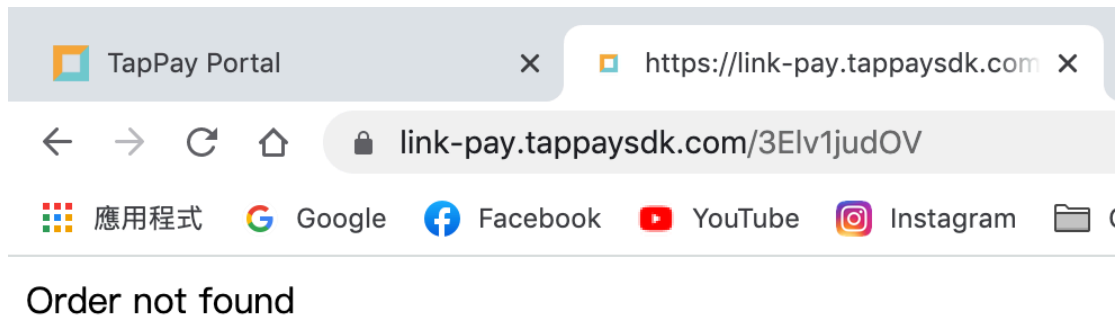 TapPay Portal
https://link-pay.tappaysdk.com
link-pay.tappaysdk.com/3Elv1judOV
應用程式 Google Facebook YouTube Instagram
Order not found